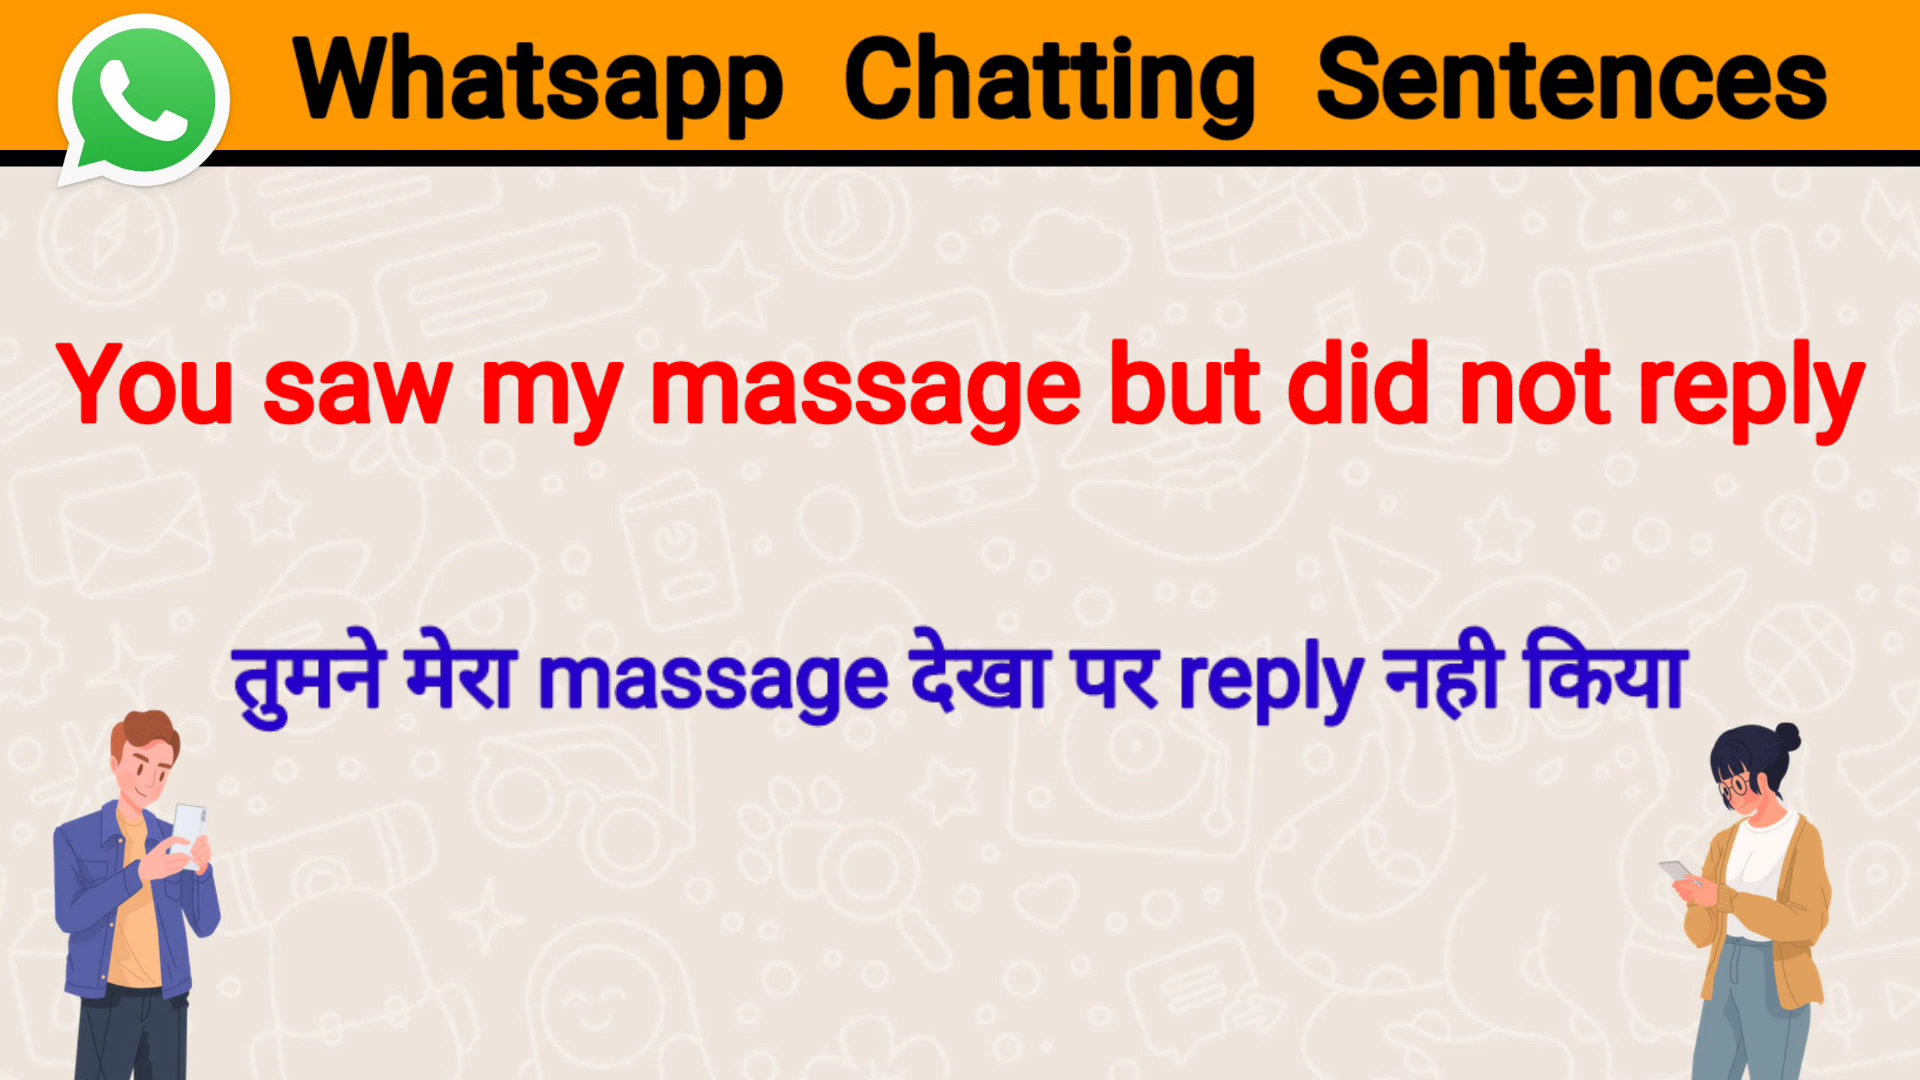 Whatsapp Chatting Sentences
You saw my massage but did not reply
तुमने मेरा massage देखा पर reply नही किया